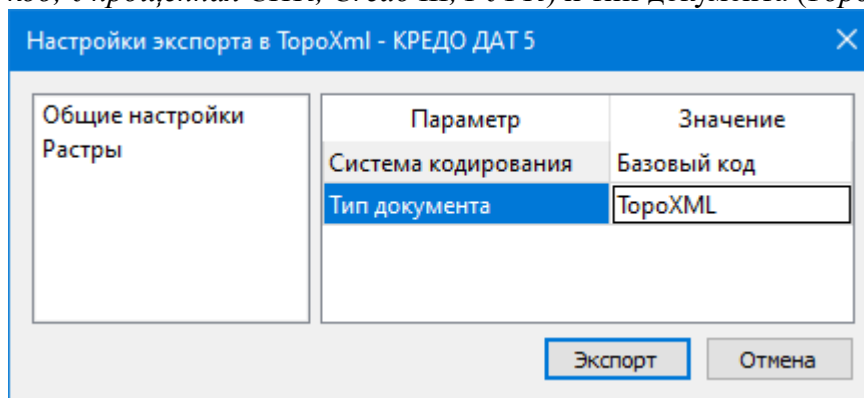 Настройки экспорта в TopoXml - КРЕДО ДАТ 5
Общие настройки
Растры
Параметр Значение
Система кодирования Базовый код
Тип документа TopoXML
Экспорт Отмена